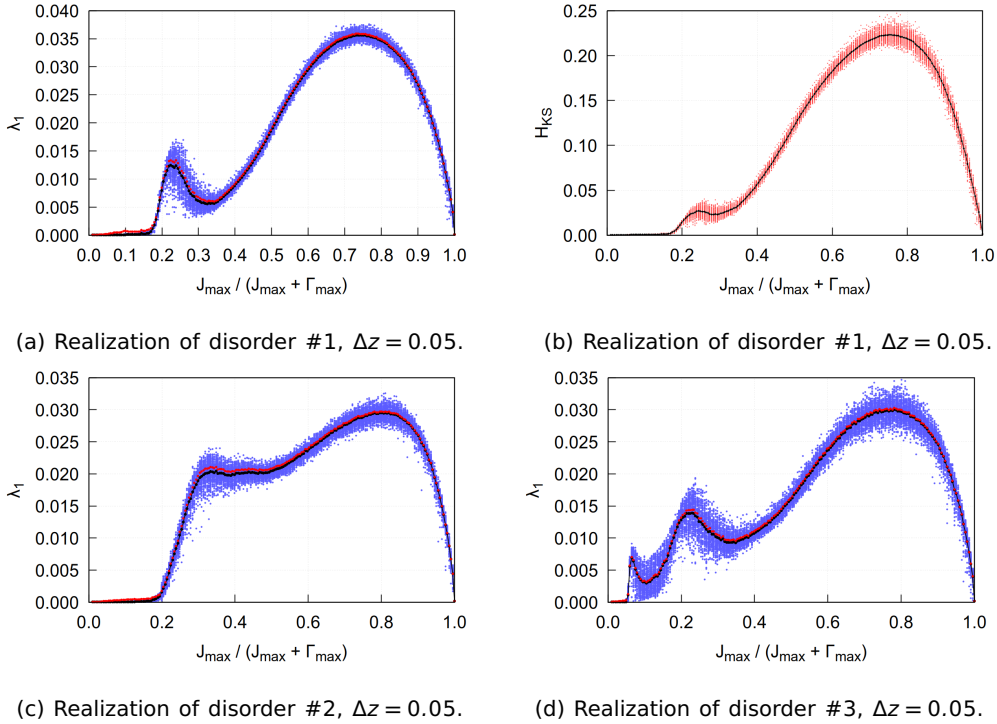 0.040
0.035
0.030
0.025
0.020
0.015
0.010
0.005
0.000
λ1
0.0 0.1 0.2 0.3 0.4 0.5 0.6 0.7 0.8 0.9 1.0
Jmax / (Jmax + Γmax)
(a) Realization of disorder #1, Δz = 0.05.
0.25
0.20
0.15
0.10
0.05
0.00
HKS
0.0 0.2 0.4 0.6 0.8 1.0
Jmax / (Jmax + Γmax)
(b) Realization of disorder #1, Δz = 0.05.
0.035
0.030
0.025
0.020
0.015
0.010
0.005
0.000
λ1
0.0 0.2 0.4 0.6 0.8 1.0
Jmax / (Jmax + Γmax)
(c) Realization of disorder #2, Δz = 0.05.
0.035
0.030
0.025
0.020
0.015
0.010
0.005
0.000
λ1
0.0 0.2 0.4 0.6 0.8 1.0
Jmax / (Jmax + Γmax)
(d) Realization of disorder #3, Δz = 0.05.